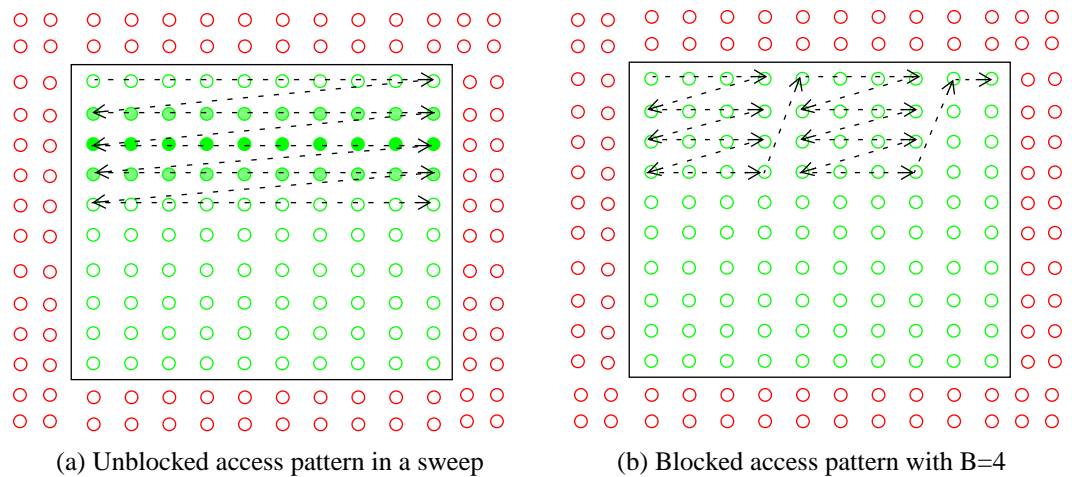 (a) Unblocked access pattern in a sweep
(b) Blocked access pattern with B=4